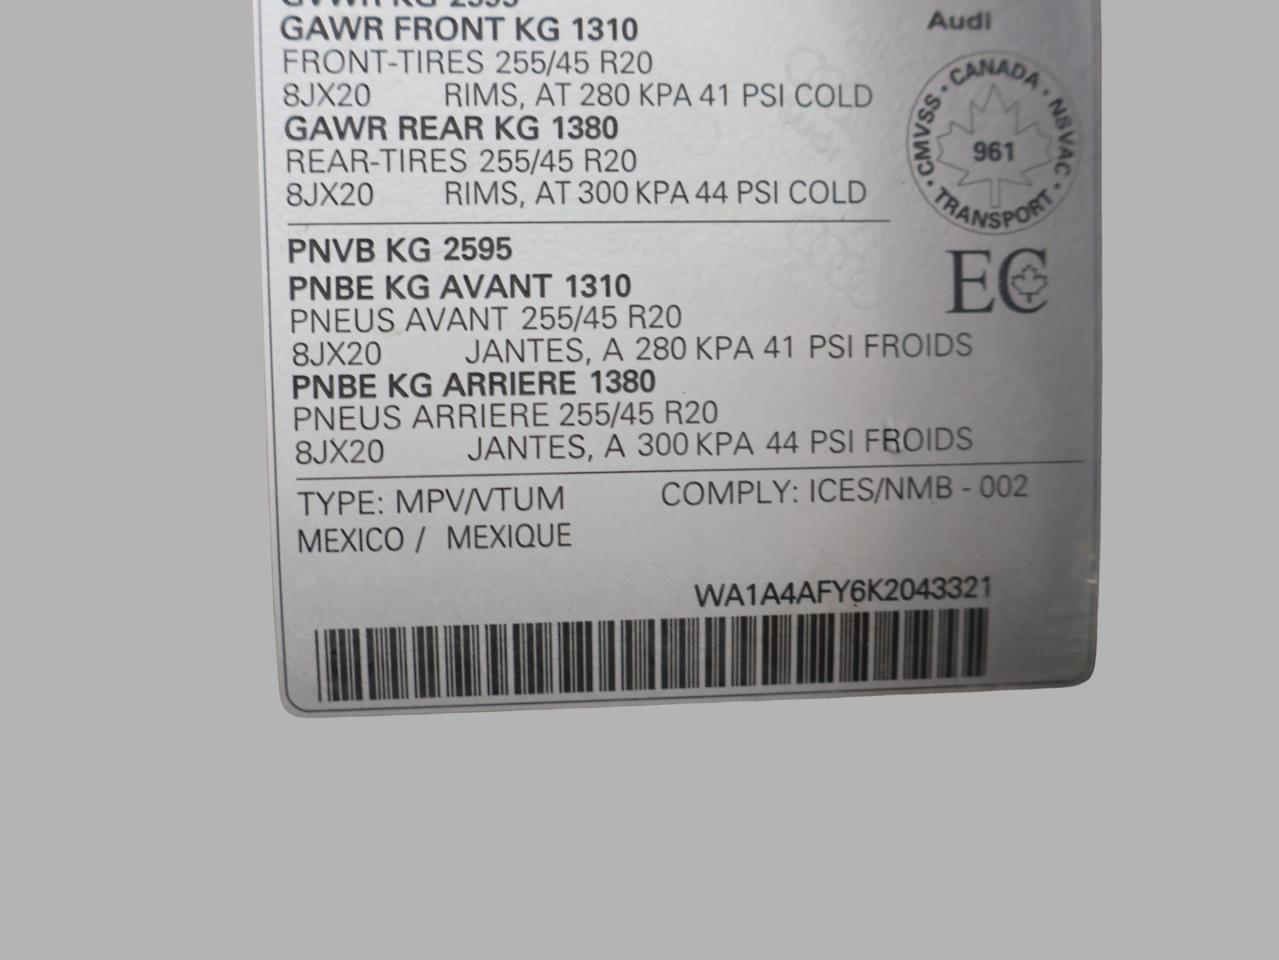 GVWR KG 2595
GAWR FRONT KG 1310
FRONT-TIRES 255/45 R20
8JX20 RIMS, AT 280 KPA 41 PSI COLD
GAWR REAR KG 1380
REAR-TIRES 255/45 R20
8JX20 RIMS, AT 300 KPA 44 PSI COLD
Audi
CMVSS · CANADA · NSVAC · TRANSPORT ·
961
EC
PNVB KG 2595
PNBE KG AVANT 1310
PNEUS AVANT 255/45 R20
8JX20 JANTES, A 280 KPA 41 PSI FROIDS
PNBE KG ARRIERE 1380
PNEUS ARRIERE 255/45 R20
8JX20 JANTES, A 300 KPA 44 PSI FROIDS
TYPE: MPV/VTUM COMPLY: ICES/NMB - 002
MEXICO / MEXIQUE
WA1A4AFY6K2043321